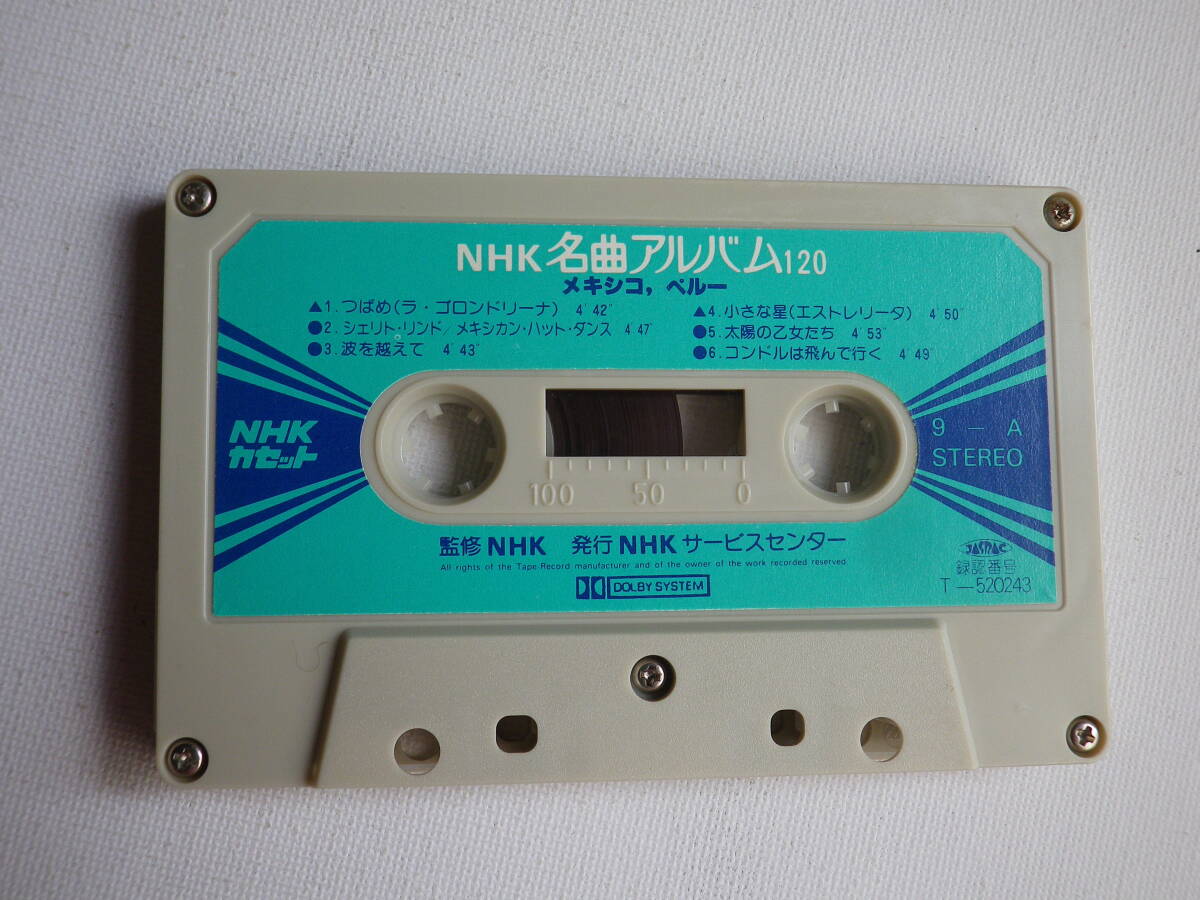 NHK 名曲アルバム120
メキシコ, ペルー
▲1. つばめ(ラ・ゴロンドリーナ) 4′42″
●2. シェリト・リンド/メキシカン・ハット・ダンス 4′47″
●3. 波を越えて 4′43″
▲4. 小さな星(エストレリータ) 4′50″
●5. 太陽の乙女たち 4′53″
●6. コンドルは飛んで行く 4′49″
NHK
カセット
9 - A
STEREO
100 50 0
監修 NHK 発行 NHK サービスセンター
All rights of the Tape Record manufacturer and of the owner of the work recorded reserved
DOLBY SYSTEM
JASRAC
録認番号
T-520243